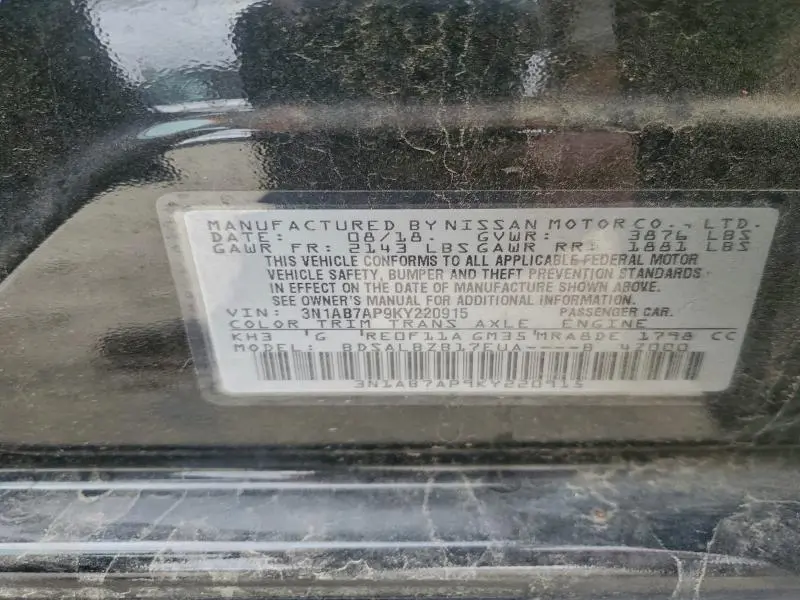 MANUFACTURED BY NISSAN MOTOR CO., LTD.
DATE: 08/18. GVWR: 3876 LBS
GAWR FR: 2143 LBS GAWR RR: 1881 LBS
THIS VEHICLE CONFORMS TO ALL APPLICABLE FEDERAL MOTOR
VEHICLE SAFETY, BUMPER AND THEFT PREVENTION STANDARDS
IN EFFECT ON THE DATE OF MANUFACTURE SHOWN ABOVE.
SEE OWNER'S MANUAL FOR ADDITIONAL INFORMATION.
VIN: 3N1AB7AP9KY220915 PASSENGER CAR.
COLOR TRIM TRANS AXLE ENGINE
KH3 'G 'RE0F11A GM35'MRA8DE 1798 CC
MODEL: BDSALBZB17EUA----B 47000
3N1AB7AP9KY220915